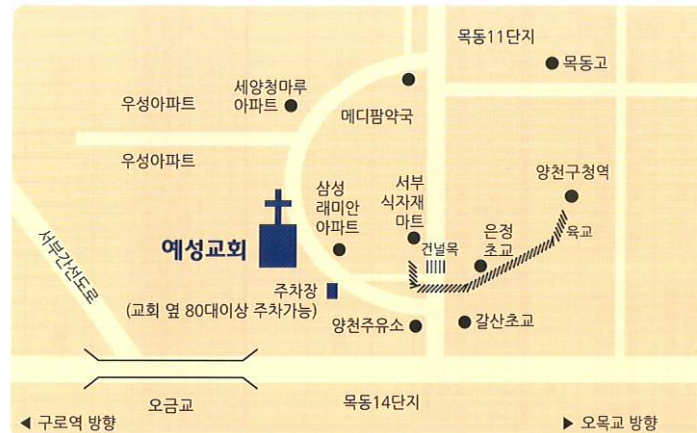 목동11단지
목동고
세양청마루
아파트
우성아파트
메디팜약국
우성아파트
양천구청역
삼성
래미안
아파트
서부
식자재
마트
은정
초교
육교
건널목
예성교회
서부간선도로
주차장
(교회 옆 80대이상 주차가능)
양천주유소
갈산초교
오금교
목동14단지
◀ 구로역 방향
▶ 오목교 방향